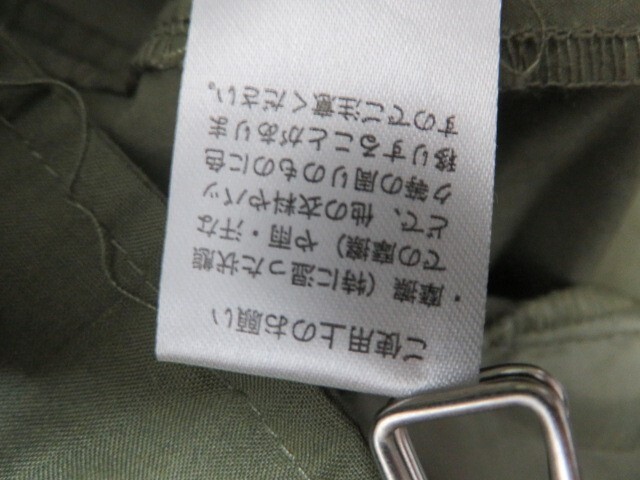 ご使用上のお願い
・摩擦（特に湿った状態
での摩擦）や雨・汗な
どで、他の衣料やバッ
ク等の周りのものに色
移りすることがありま
すのでご注意ください。